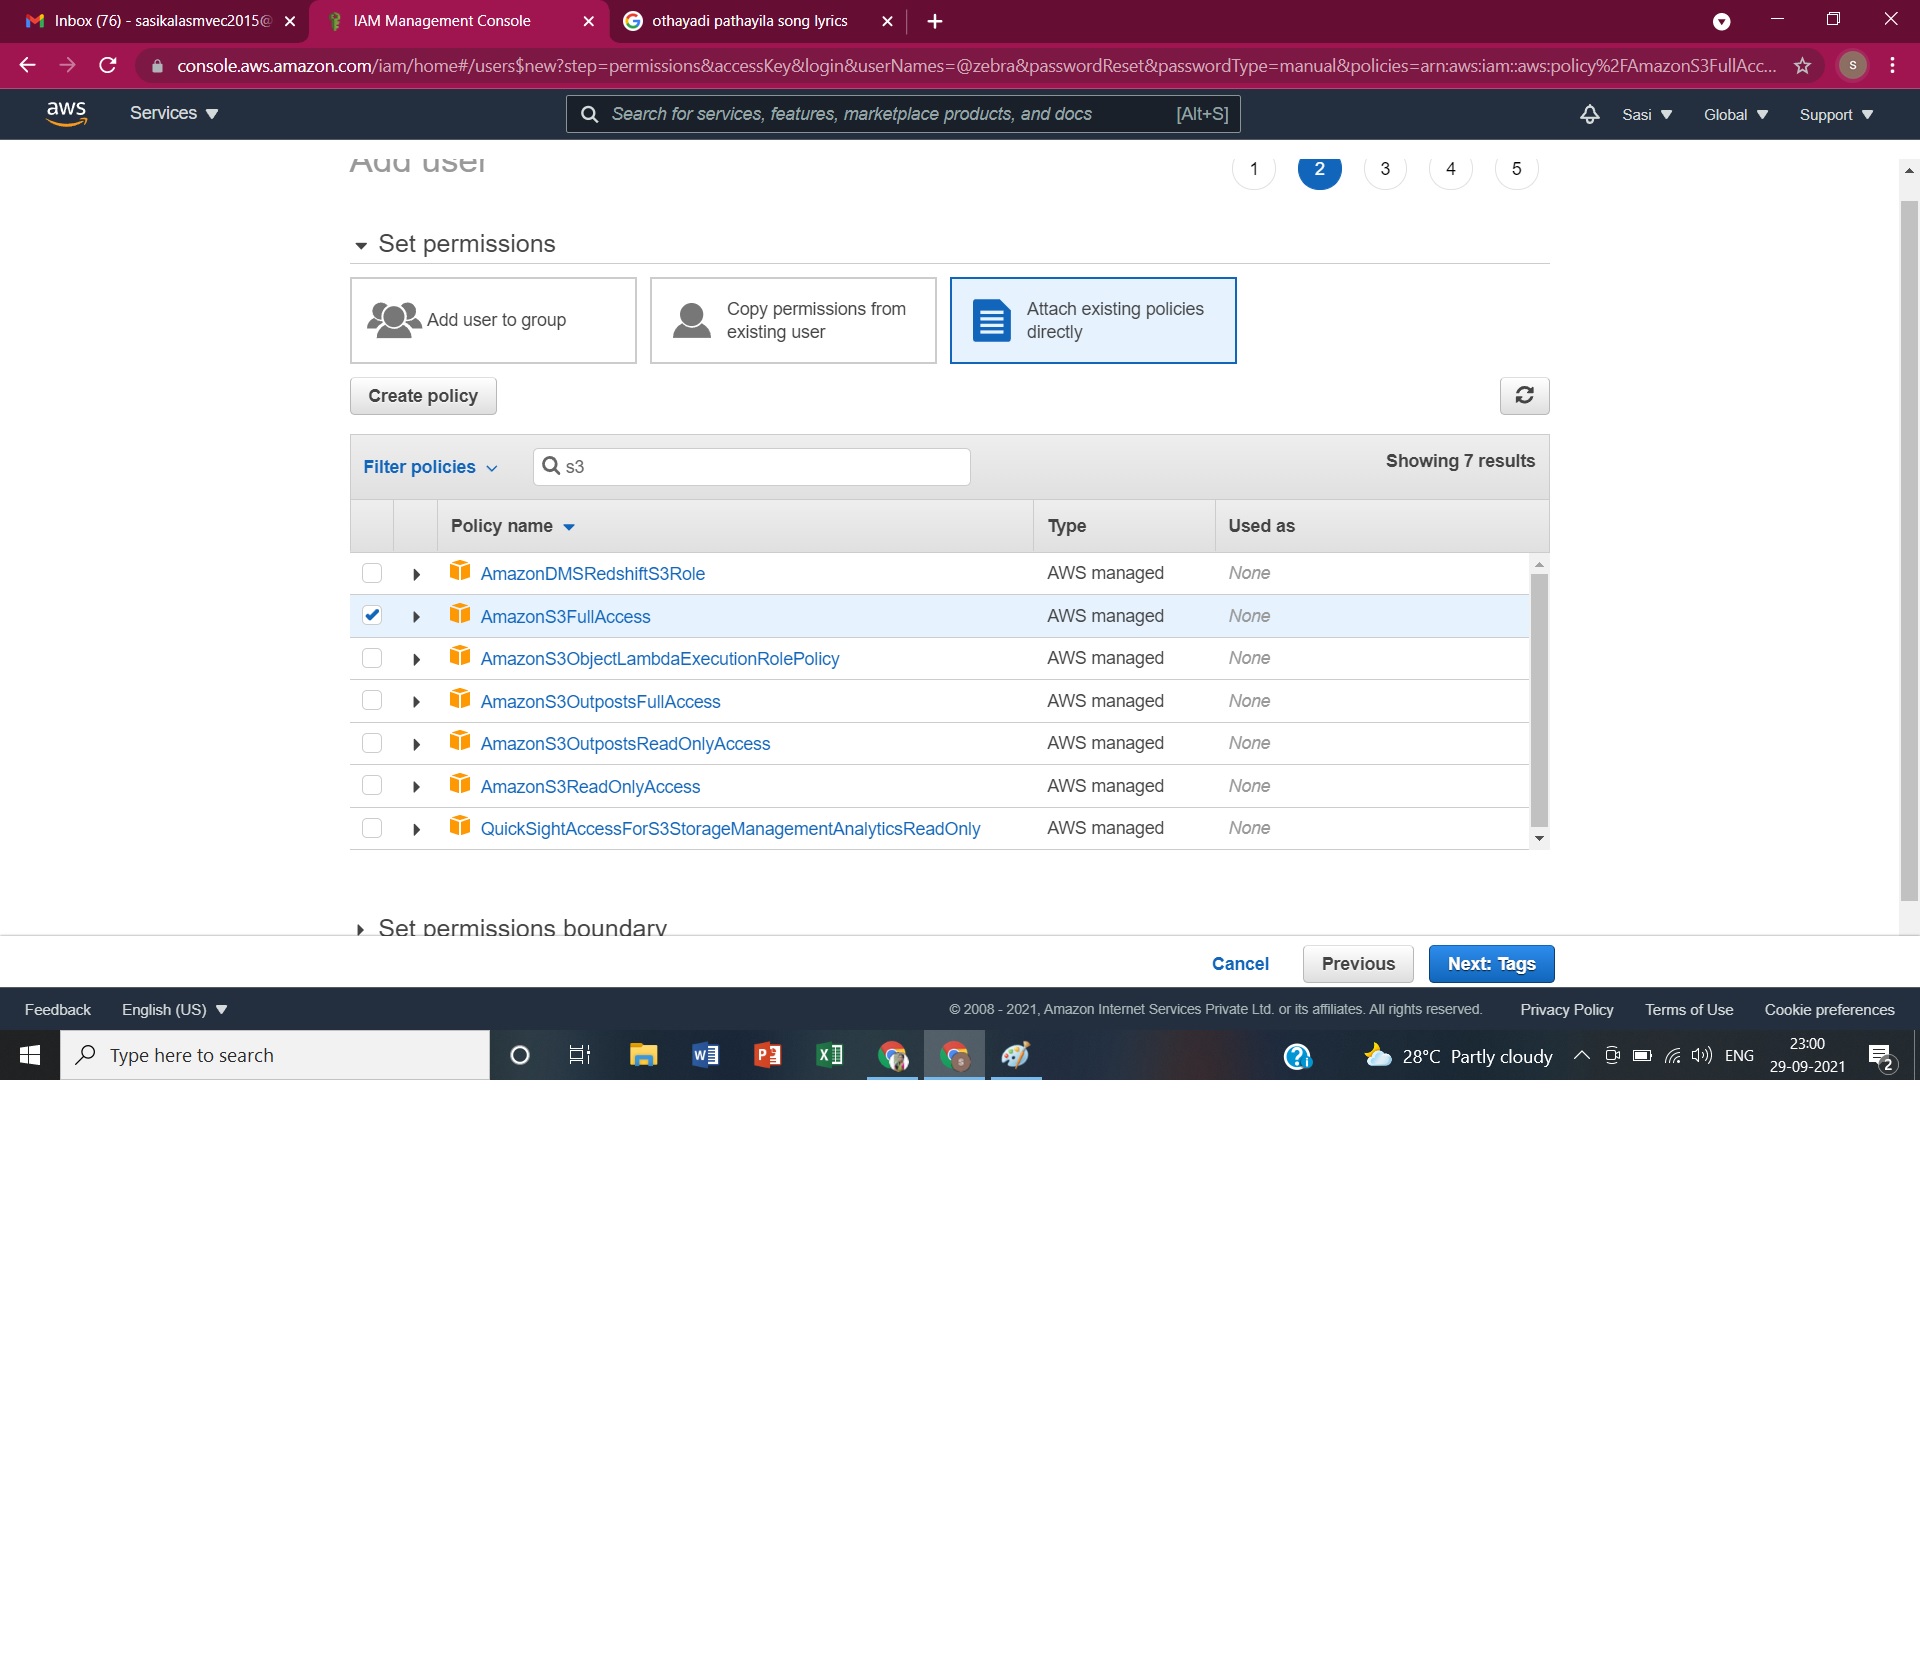 Inbox (76) - sasikalasmvec2015@
IAM Management Console
othayadi pathayila song lyrics
console.aws.amazon.com/iam/home#/users$new?step=permissions&accessKey&login&userNames=@zebra&passwordReset&passwordType=manual&policies=arn:aws:iam::aws:policy%2FAmazonS3FullAcc...
S
aws
Services
Search for services, features, marketplace products, and docs
[Alt+S]
Sasi
Global
Support
Add user
1 2 3 4 5
Set permissions
Add user to group
Copy permissions from
existing user
Attach existing policies
directly
Create policy
Filter policies
s3
Showing 7 results
Policy name Type Used as
AmazonDMSRedshiftS3Role AWS managed None
AmazonS3FullAccess AWS managed None
AmazonS3ObjectLambdaExecutionRolePolicy AWS managed None
AmazonS3OutpostsFullAccess AWS managed None
AmazonS3OutpostsReadOnlyAccess AWS managed None
AmazonS3ReadOnlyAccess AWS managed None
QuickSightAccessForS3StorageManagementAnalyticsReadOnly AWS managed None
Set permissions boundary
Cancel Previous Next: Tags
Feedback English (US) © 2008 - 2021, Amazon Internet Services Private Ltd. or its affiliates. All rights reserved. Privacy Policy Terms of Use Cookie preferences
Type here to search
28°C Partly cloudy
ENG
23:00
29-09-2021
2